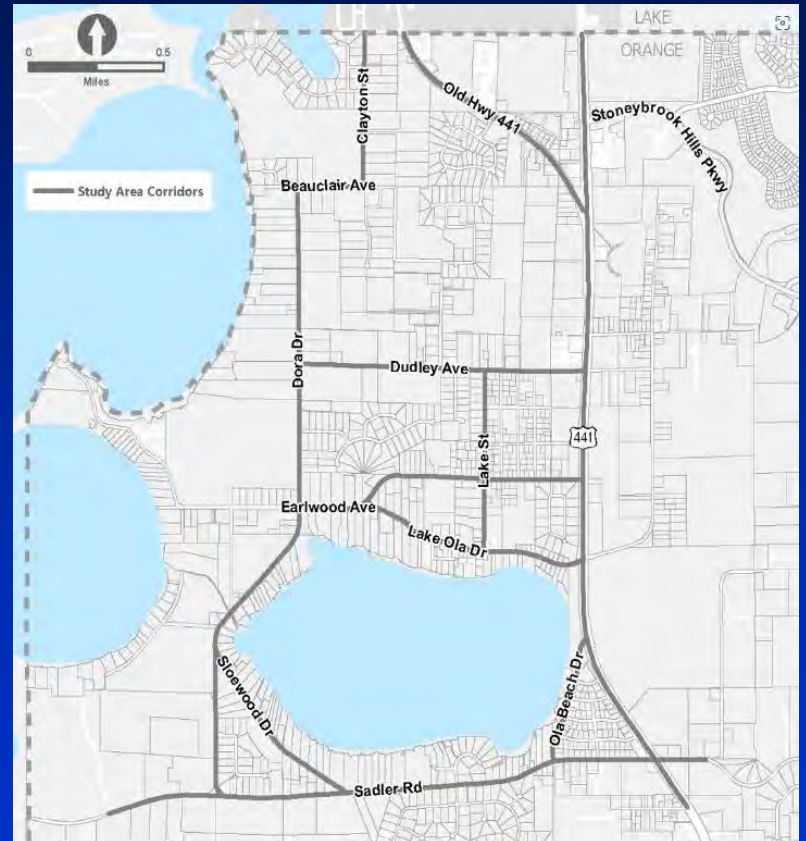 LAKE
ORANGE
0 0.5
Miles
Study Area Corridors
Clayton St
Old Hwy 441
Stoneybrook Hills Pkwy
Beauclair Ave
Dora Dr
Dudley Ave
Lake St
441
Earlwood Ave
Lake Ola Dr
Sloewood Dr
Ola Beach Dr
Sadler Rd